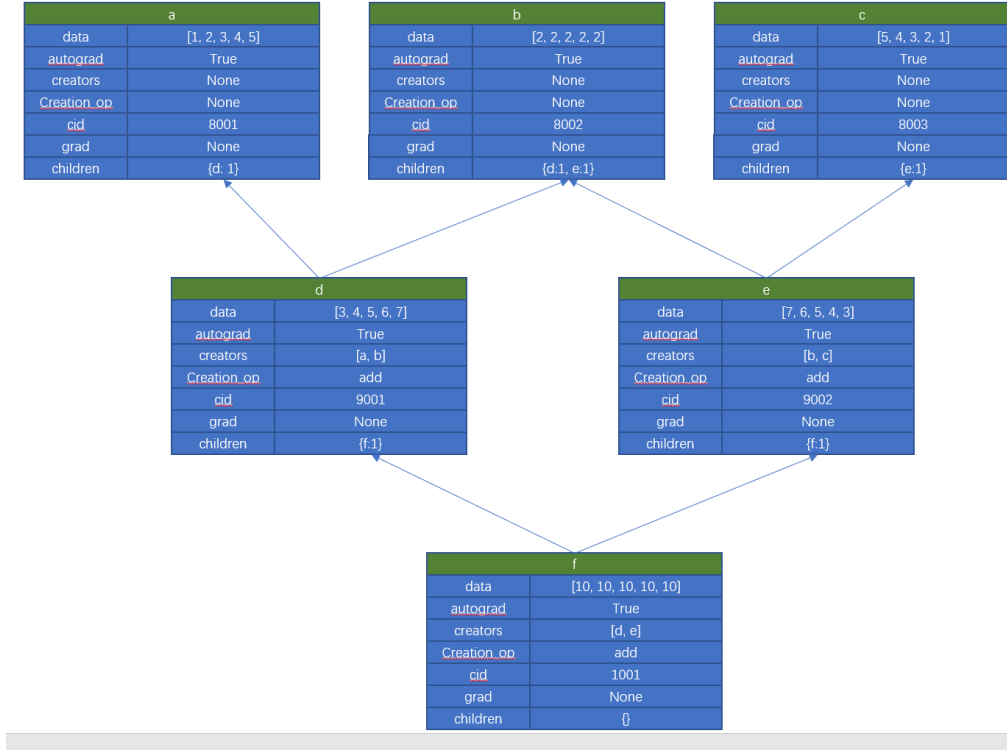 a
data [1, 2, 3, 4, 5]
autograd True
creators None
Creation_op None
cid 8001
grad None
children {d: 1}
b
data [2, 2, 2, 2, 2]
autograd True
creators None
Creation_op None
cid 8002
grad None
children {d:1, e:1}
c
data [5, 4, 3, 2, 1]
autograd True
creators None
Creation_op None
cid 8003
grad None
children {e:1}
d
data [3, 4, 5, 6, 7]
autograd True
creators [a, b]
Creation_op add
cid 9001
grad None
children {f:1}
e
data [7, 6, 5, 4, 3]
autograd True
creators [b, c]
Creation_op add
cid 9002
grad None
children {f:1}
f
data [10, 10, 10, 10, 10]
autograd True
creators [d, e]
Creation_op add
cid 1001
grad None
children {}